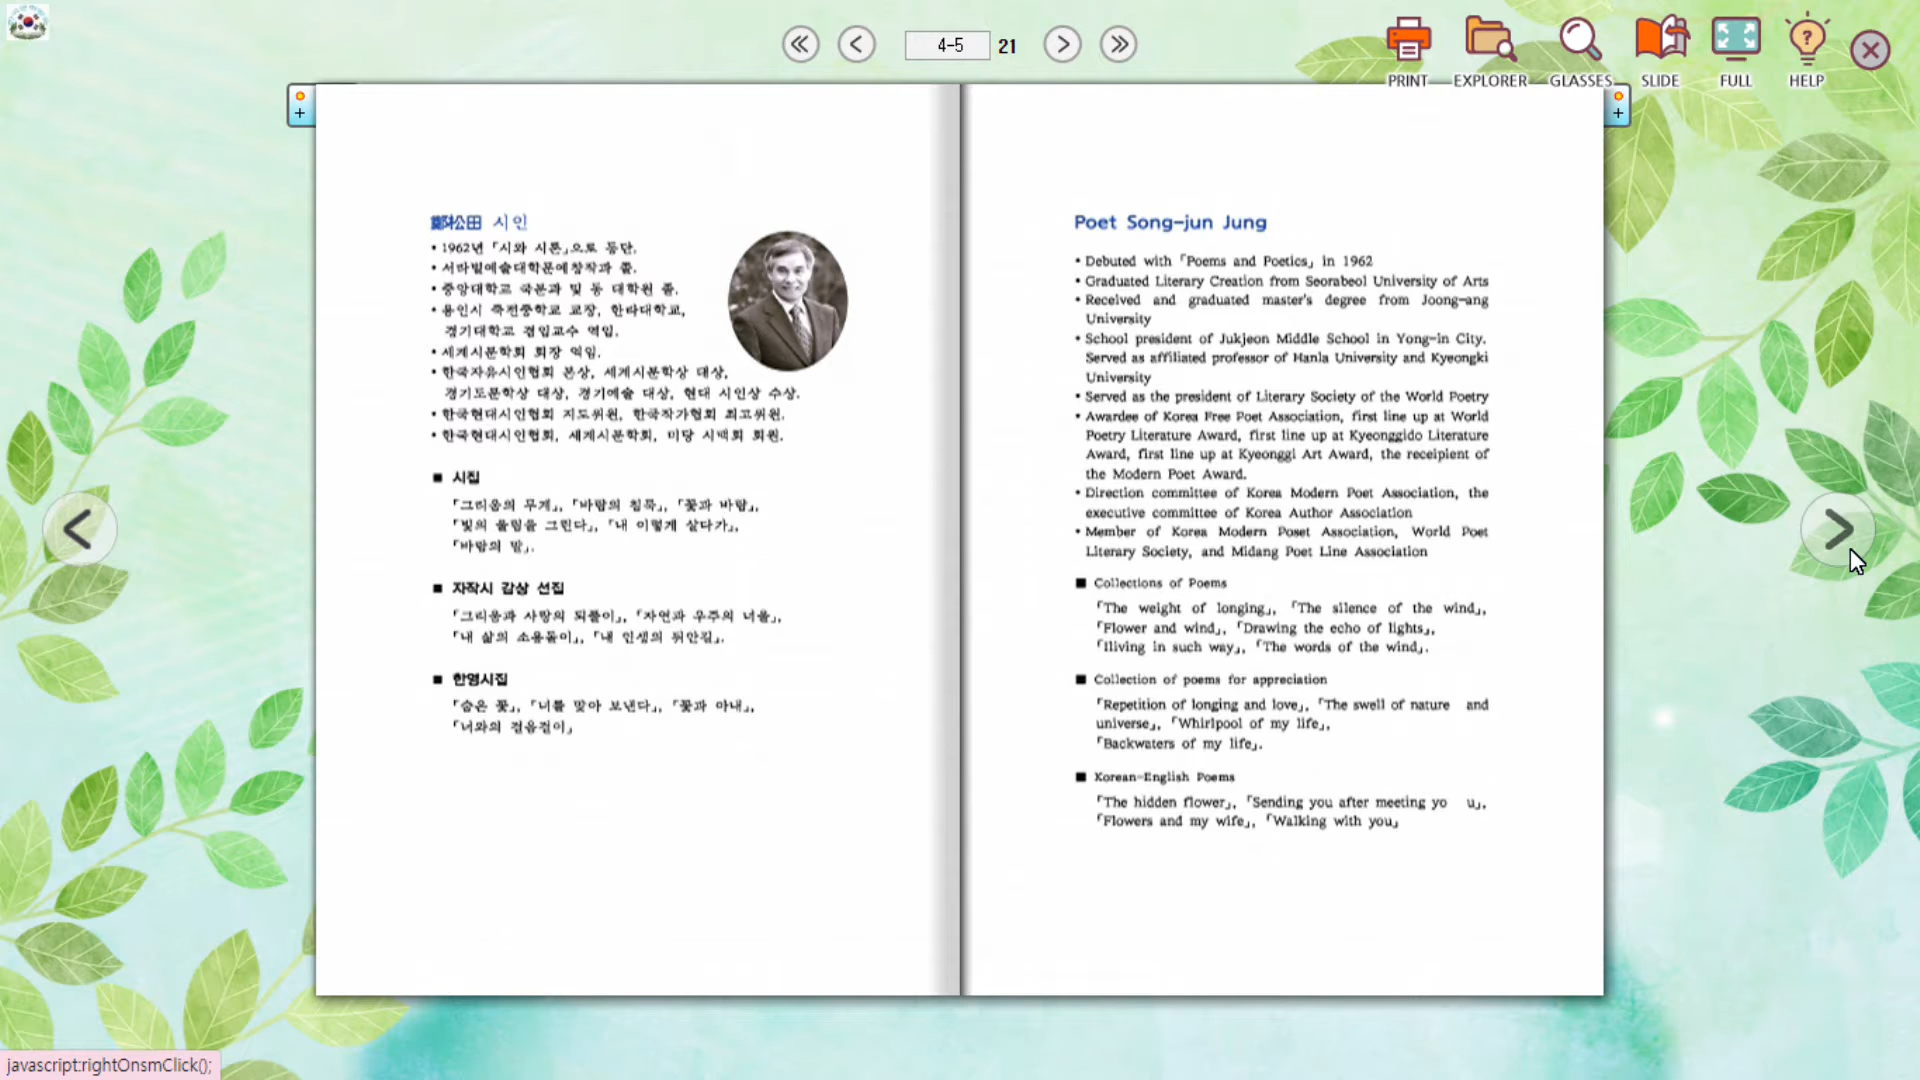 4-5 21
PRINT EXPLORER GLASSES SLIDE FULL HELP
鄭松田 시인
• 1962년 「시와 시론」으로 등단.
• 서라벌예술대학문예창작과 졸.
• 중앙대학교 국문과 및 동 대학원 졸.
• 용인시 죽전중학교 교장, 한라대학교,
경기대학교 겸임교수 역임.
• 세계시문학회 회장 역임.
• 한국자유시인협회 본상, 세계시문학상 대상,
경기도문학상 대상, 경기예술 대상, 현대 시인상 수상.
• 한국현대시인협회 지도위원, 한국작가협회 최고위원.
• 한국현대시인협회, 세계시문학회, 미당 시맥회 회원.
■ 시집
「그리움의 무게」, 「바람의 침묵」, 「꽃과 바람」,
「빛의 울림을 그린다」, 「내 이렇게 살다가」,
「바람의 말」.
■ 자작시 감상 선집
「그리움과 사랑의 되풀이」, 「자연과 우주의 너울」,
「내 삶의 소용돌이」, 「내 인생의 뒤안길」.
■ 한영시집
「숨은 꽃」, 「너를 맞아 보낸다」, 「꽃과 아내」,
「너와의 걸음걸이」
Poet Song-jun Jung
• Debuted with 「Poems and Poetics」 in 1962
• Graduated Literary Creation from Seorabeol University of Arts
• Received and graduated master's degree from Joong-ang
University
• School president of Jukjeon Middle School in Yong-in City.
Served as affiliated professor of Hanla University and Kyeongki
University
• Served as the president of Literary Society of the World Poetry
• Awardee of Korea Free Poet Association, first line up at World
Poetry Literature Award, first line up at Kyeonggido Literature
Award, first line up at Kyeonggi Art Award, the receipient of
the Modern Poet Award.
• Direction committee of Korea Modern Poet Association, the
executive committee of Korea Author Association
• Member of Korea Modern Poset Association, World Poet
Literary Society, and Midang Poet Line Association
■ Collections of Poems
「The weight of longing」, 「The silence of the wind」,
「Flower and wind」, 「Drawing the echo of lights」,
「Iliving in such way」, 「The words of the wind」.
■ Collection of poems for appreciation
「Repetition of longing and love」, 「The swell of nature and
universe」, 「Whirlpool of my life」,
「Backwaters of my life」.
■ Korean-English Poems
「The hidden flower」, 「Sending you after meeting yo u」,
「Flowers and my wife」, 「Walking with you」
javascript:rightOnsmClick();